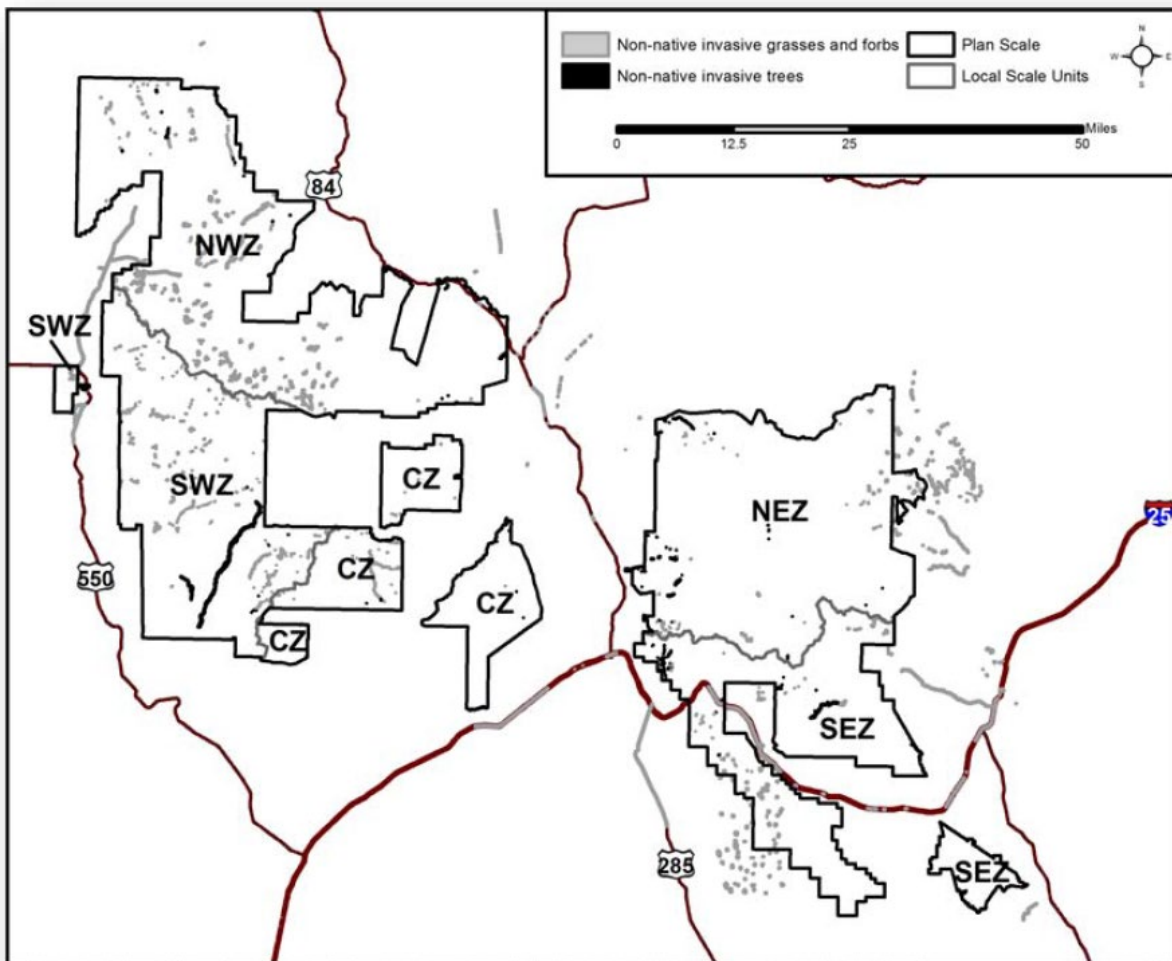 Non-native invasive grasses and forbs
Plan Scale
Non-native invasive trees
Local Scale Units
N
W
E
S
Miles
0
12.5
25
50
84
NWZ
SWZ
CZ
SWZ
NEZ
25
550
CZ
CZ
CZ
SEZ
285
SEZ